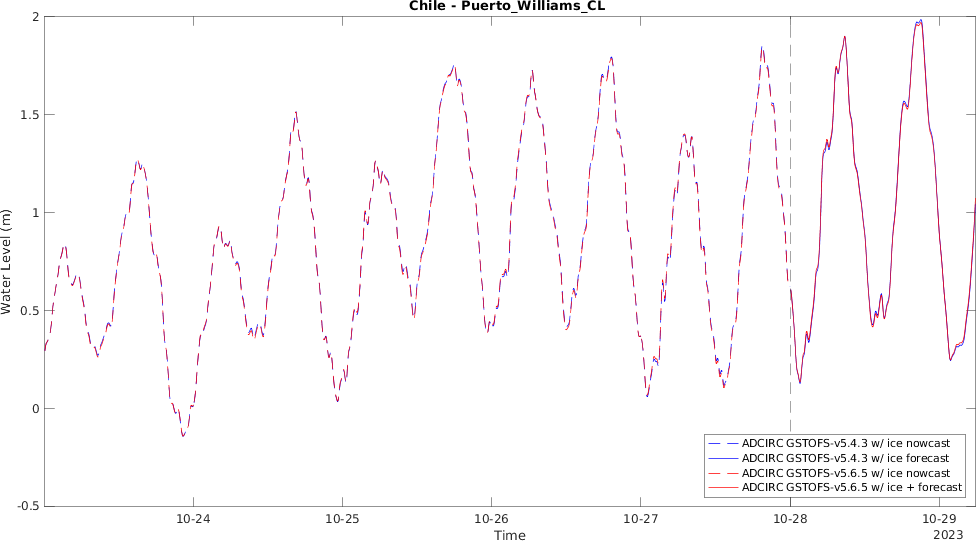 Chile - Puerto_Williams_CL
2
1.5
1
0.5
0
-0.5
Water Level (m)
10-24
10-25
10-26
10-27
10-28
10-29
Time
2023
ADCIRC GSTOFS-v5.4.3 w/ ice nowcast
ADCIRC GSTOFS-v5.4.3 w/ ice forecast
ADCIRC GSTOFS-v5.6.5 w/ ice nowcast
ADCIRC GSTOFS-v5.6.5 w/ ice + forecast